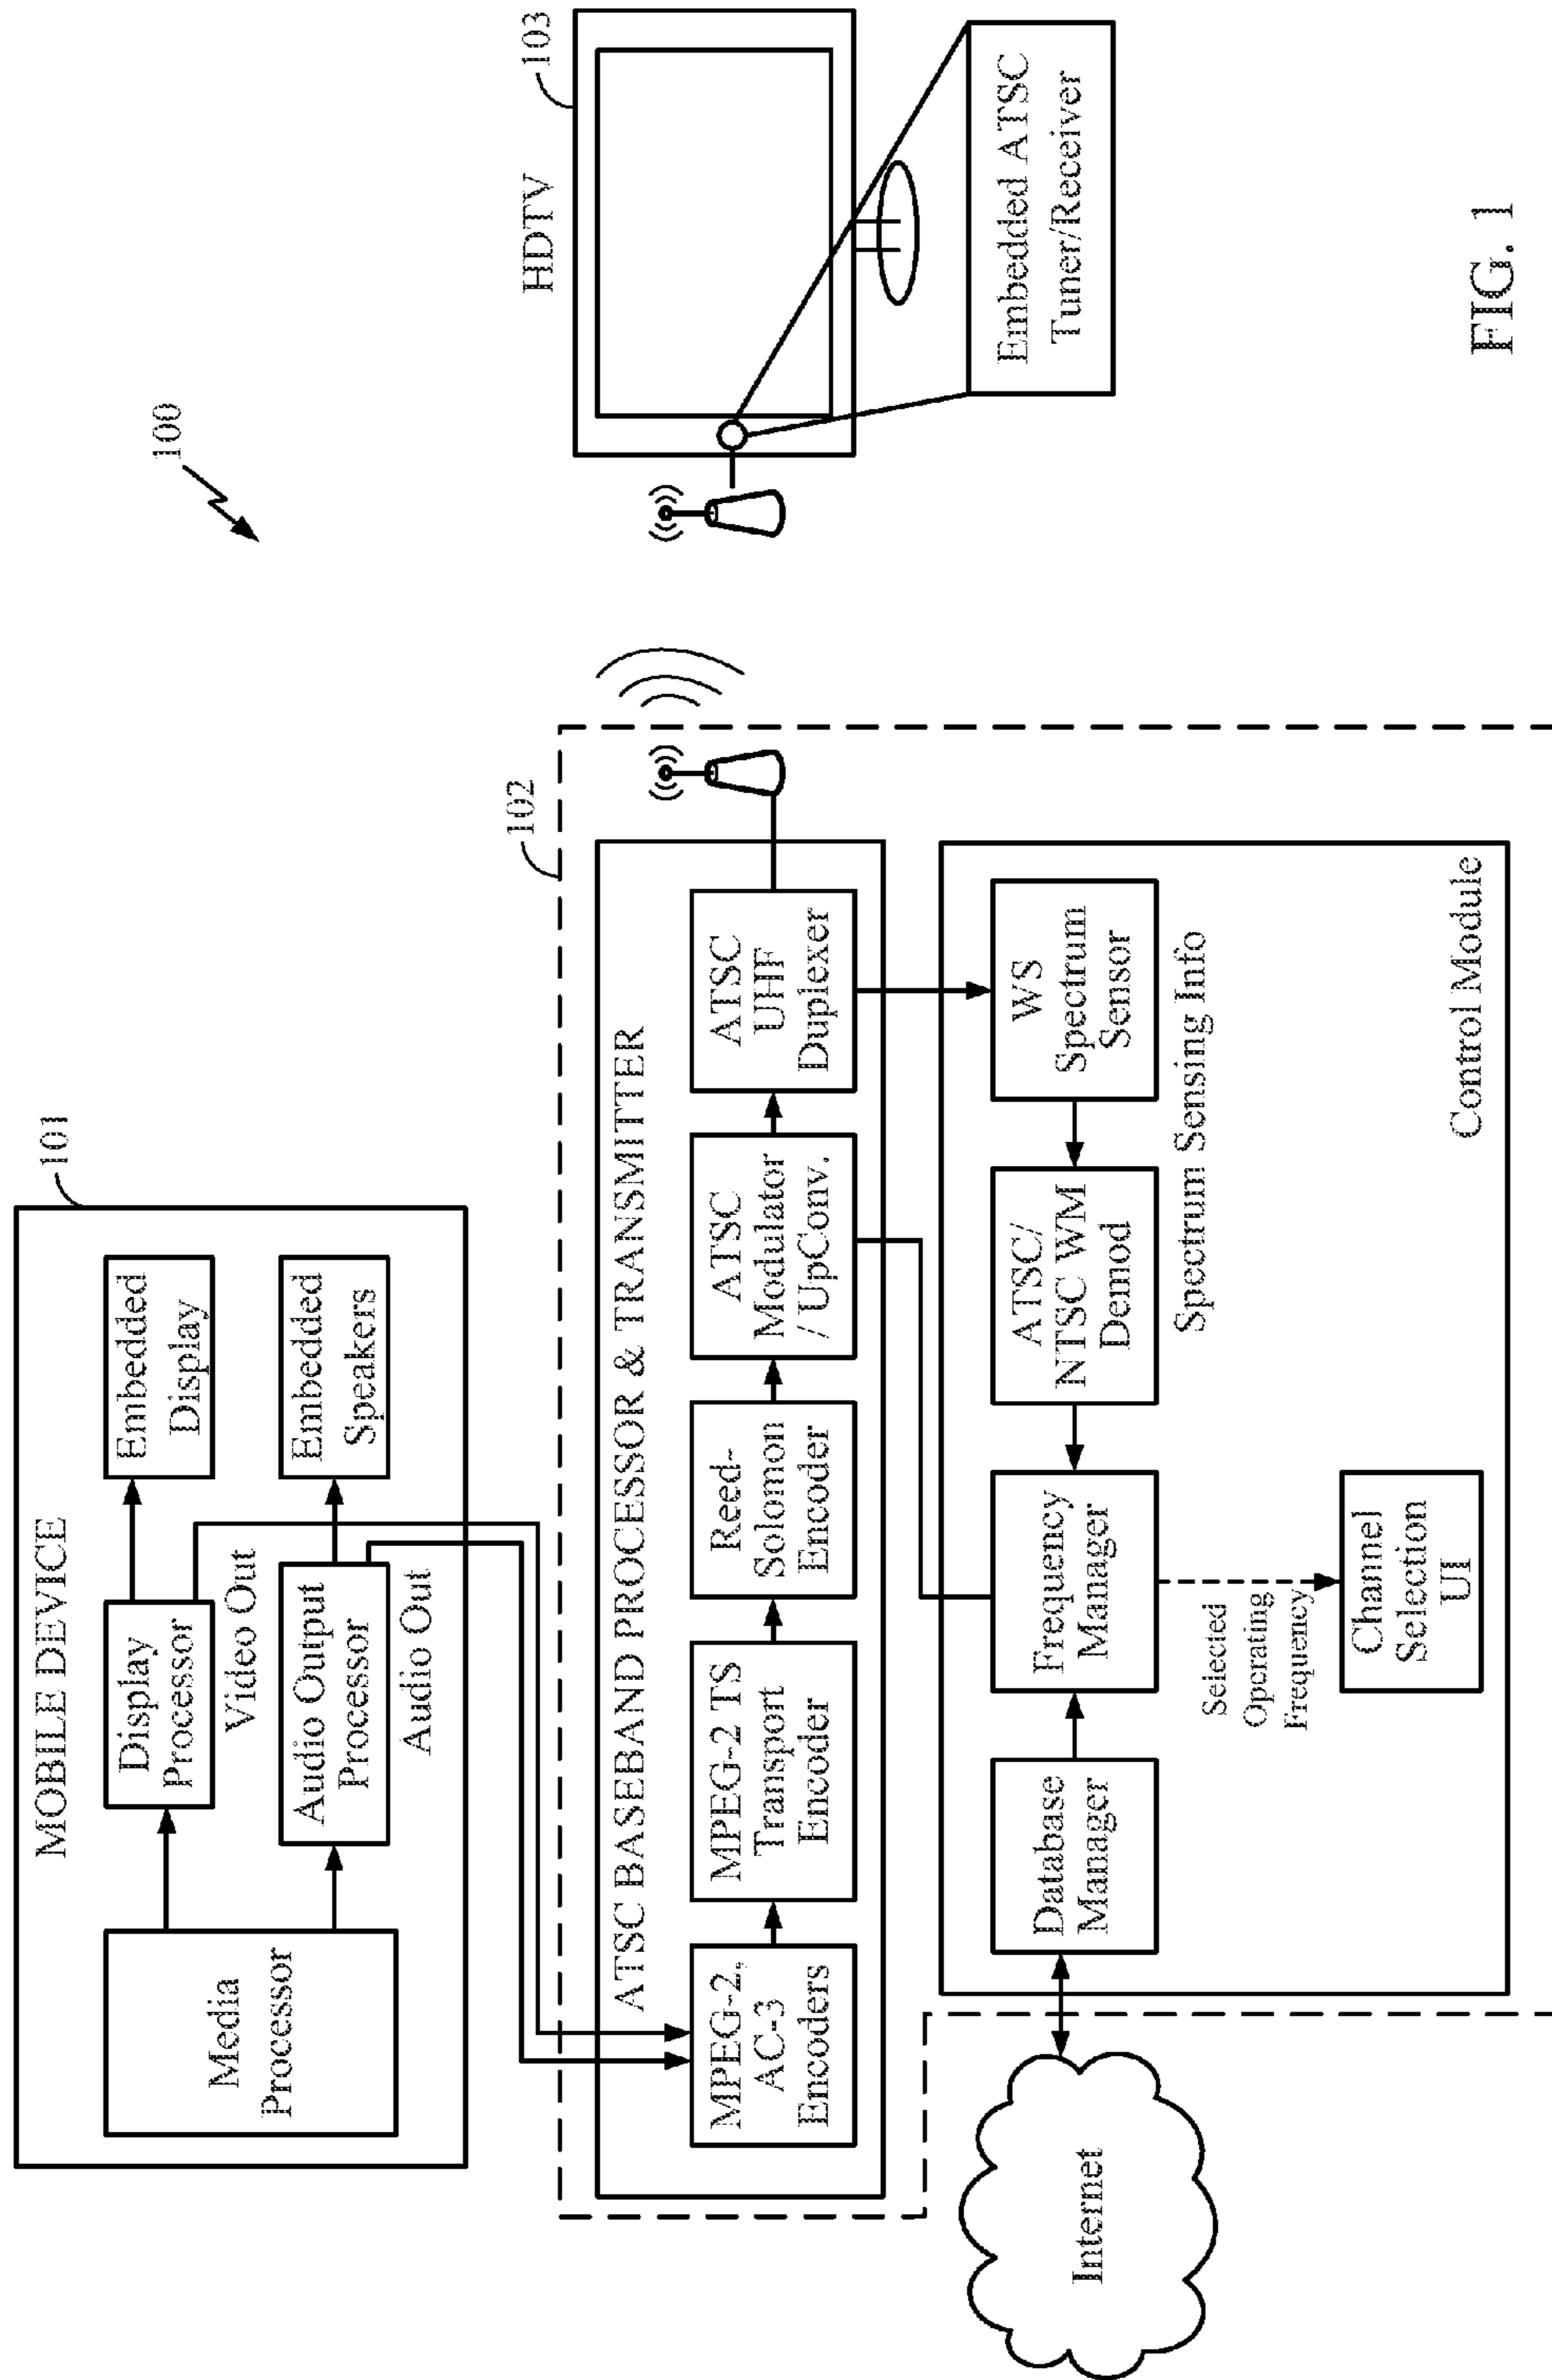 100
MOBILE DEVICE
101
Media
Processor
Display
Processor
Video Out
Embedded
Display
Audio Output
Processor
Audio Out
Embedded
Speakers
102
ATSC BASEBAND PROCESSOR & TRANSMITTER
MPEG-2,
AC-3
Encoders
MPEG-2 TS
Transport
Encoder
Reed-
Solomon
Encoder
ATSC
Modulator
/ UpConv.
ATSC
UHF
Duplexer
HDTV
103
Embedded ATSC
Tuner/Receiver
Internet
Database
Manager
Frequency
Manager
ATSC/
NTSC WM
Demod
WS
Spectrum
Sensor
Spectrum Sensing Info
Selected
Operating
Frequency
Channel
Selection
UI
Control Module
FIG. 1